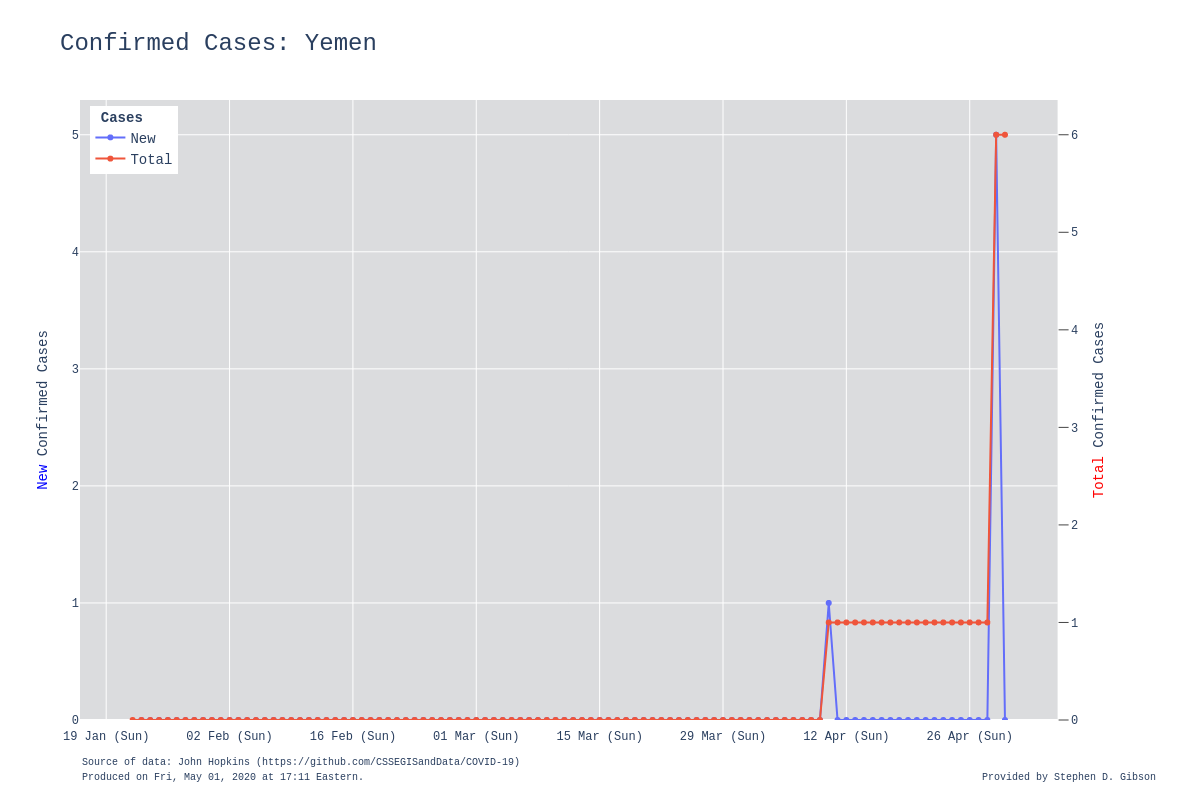 Confirmed Cases: Yemen
Cases
New
Total
5
4
3
2
1
0
New Confirmed Cases
6
5
4
3
2
1
0
Total Confirmed Cases
19 Jan (Sun) 02 Feb (Sun) 16 Feb (Sun) 01 Mar (Sun) 15 Mar (Sun) 29 Mar (Sun) 12 Apr (Sun) 26 Apr (Sun)
Source of data: John Hopkins (https://github.com/CSSEGISandData/COVID-19)
Produced on Fri, May 01, 2020 at 17:11 Eastern.
Provided by Stephen D. Gibson